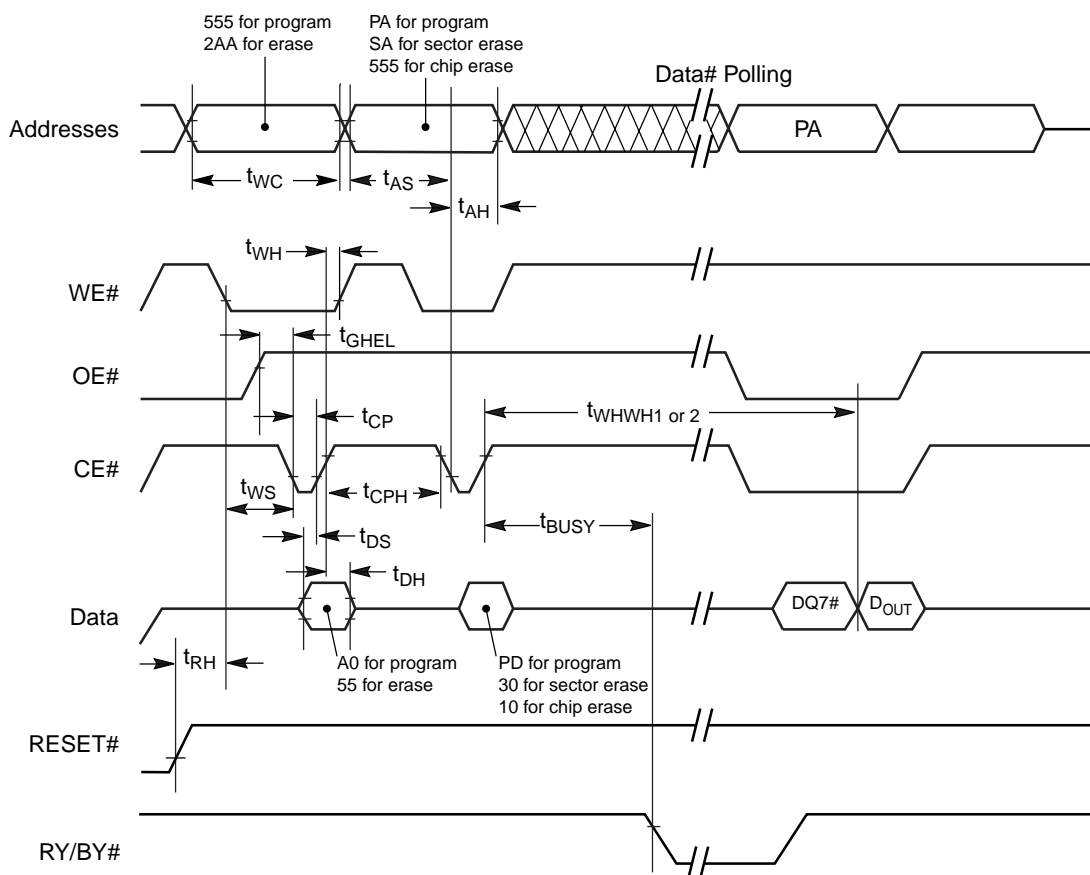 555 for program
2AA for erase
PA for program
SA for sector erase
555 for chip erase
Data# Polling
Addresses
PA
tWC
tAS
tAH
tWH
WE#
tGHEL
OE#
tWHWH1 or 2
tCP
CE#
tWS
tCPH
tBUSY
tDS
tDH
Data
DQ7#
DOUT
tRH
A0 for program
55 for erase
PD for program
30 for sector erase
10 for chip erase
RESET#
RY/BY#